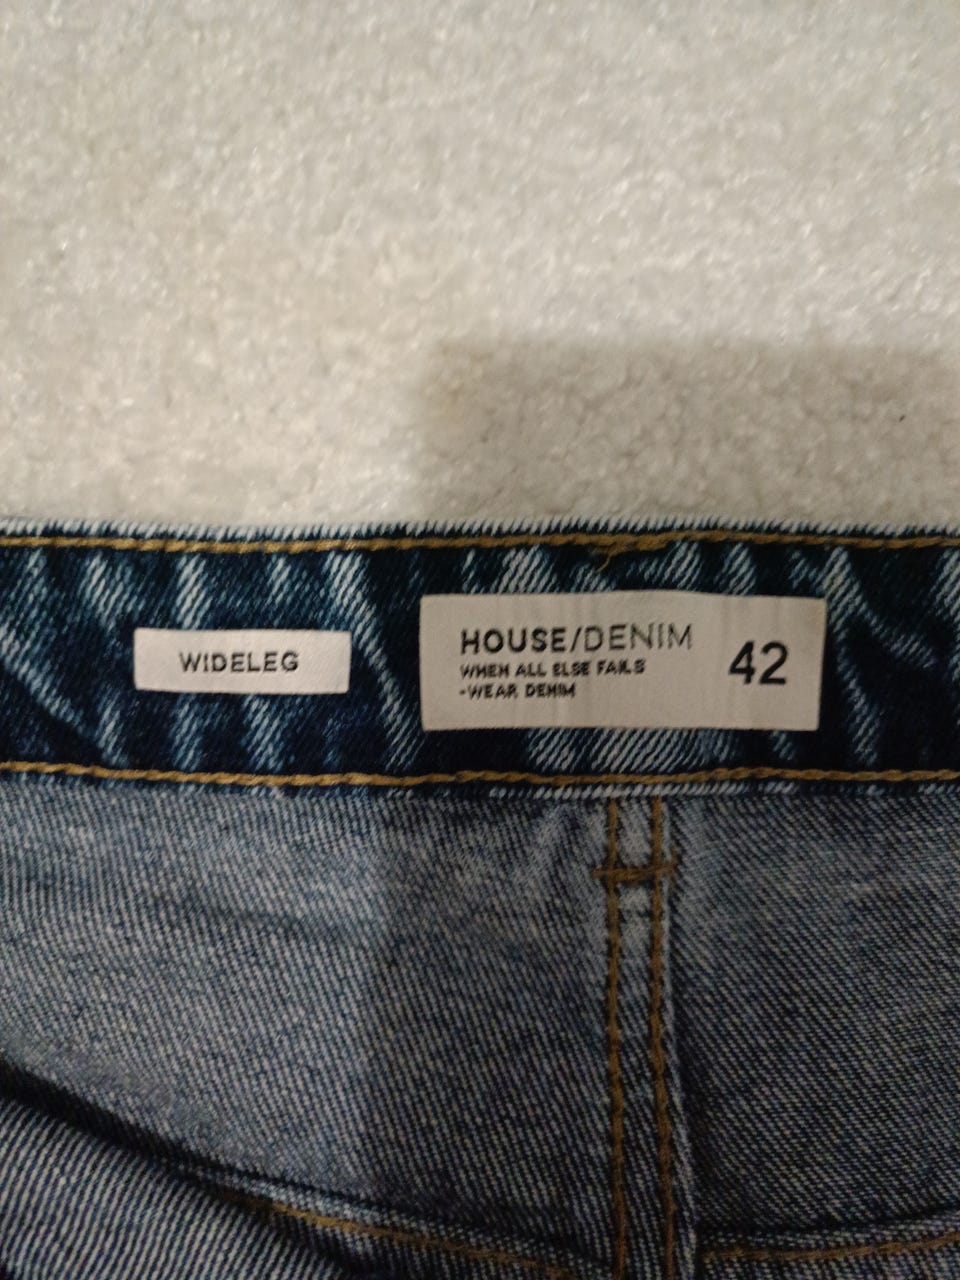 WIDELEG
HOUSE/DENIM
WHEN ALL ELSE FAILS
-WEAR DENIM
42